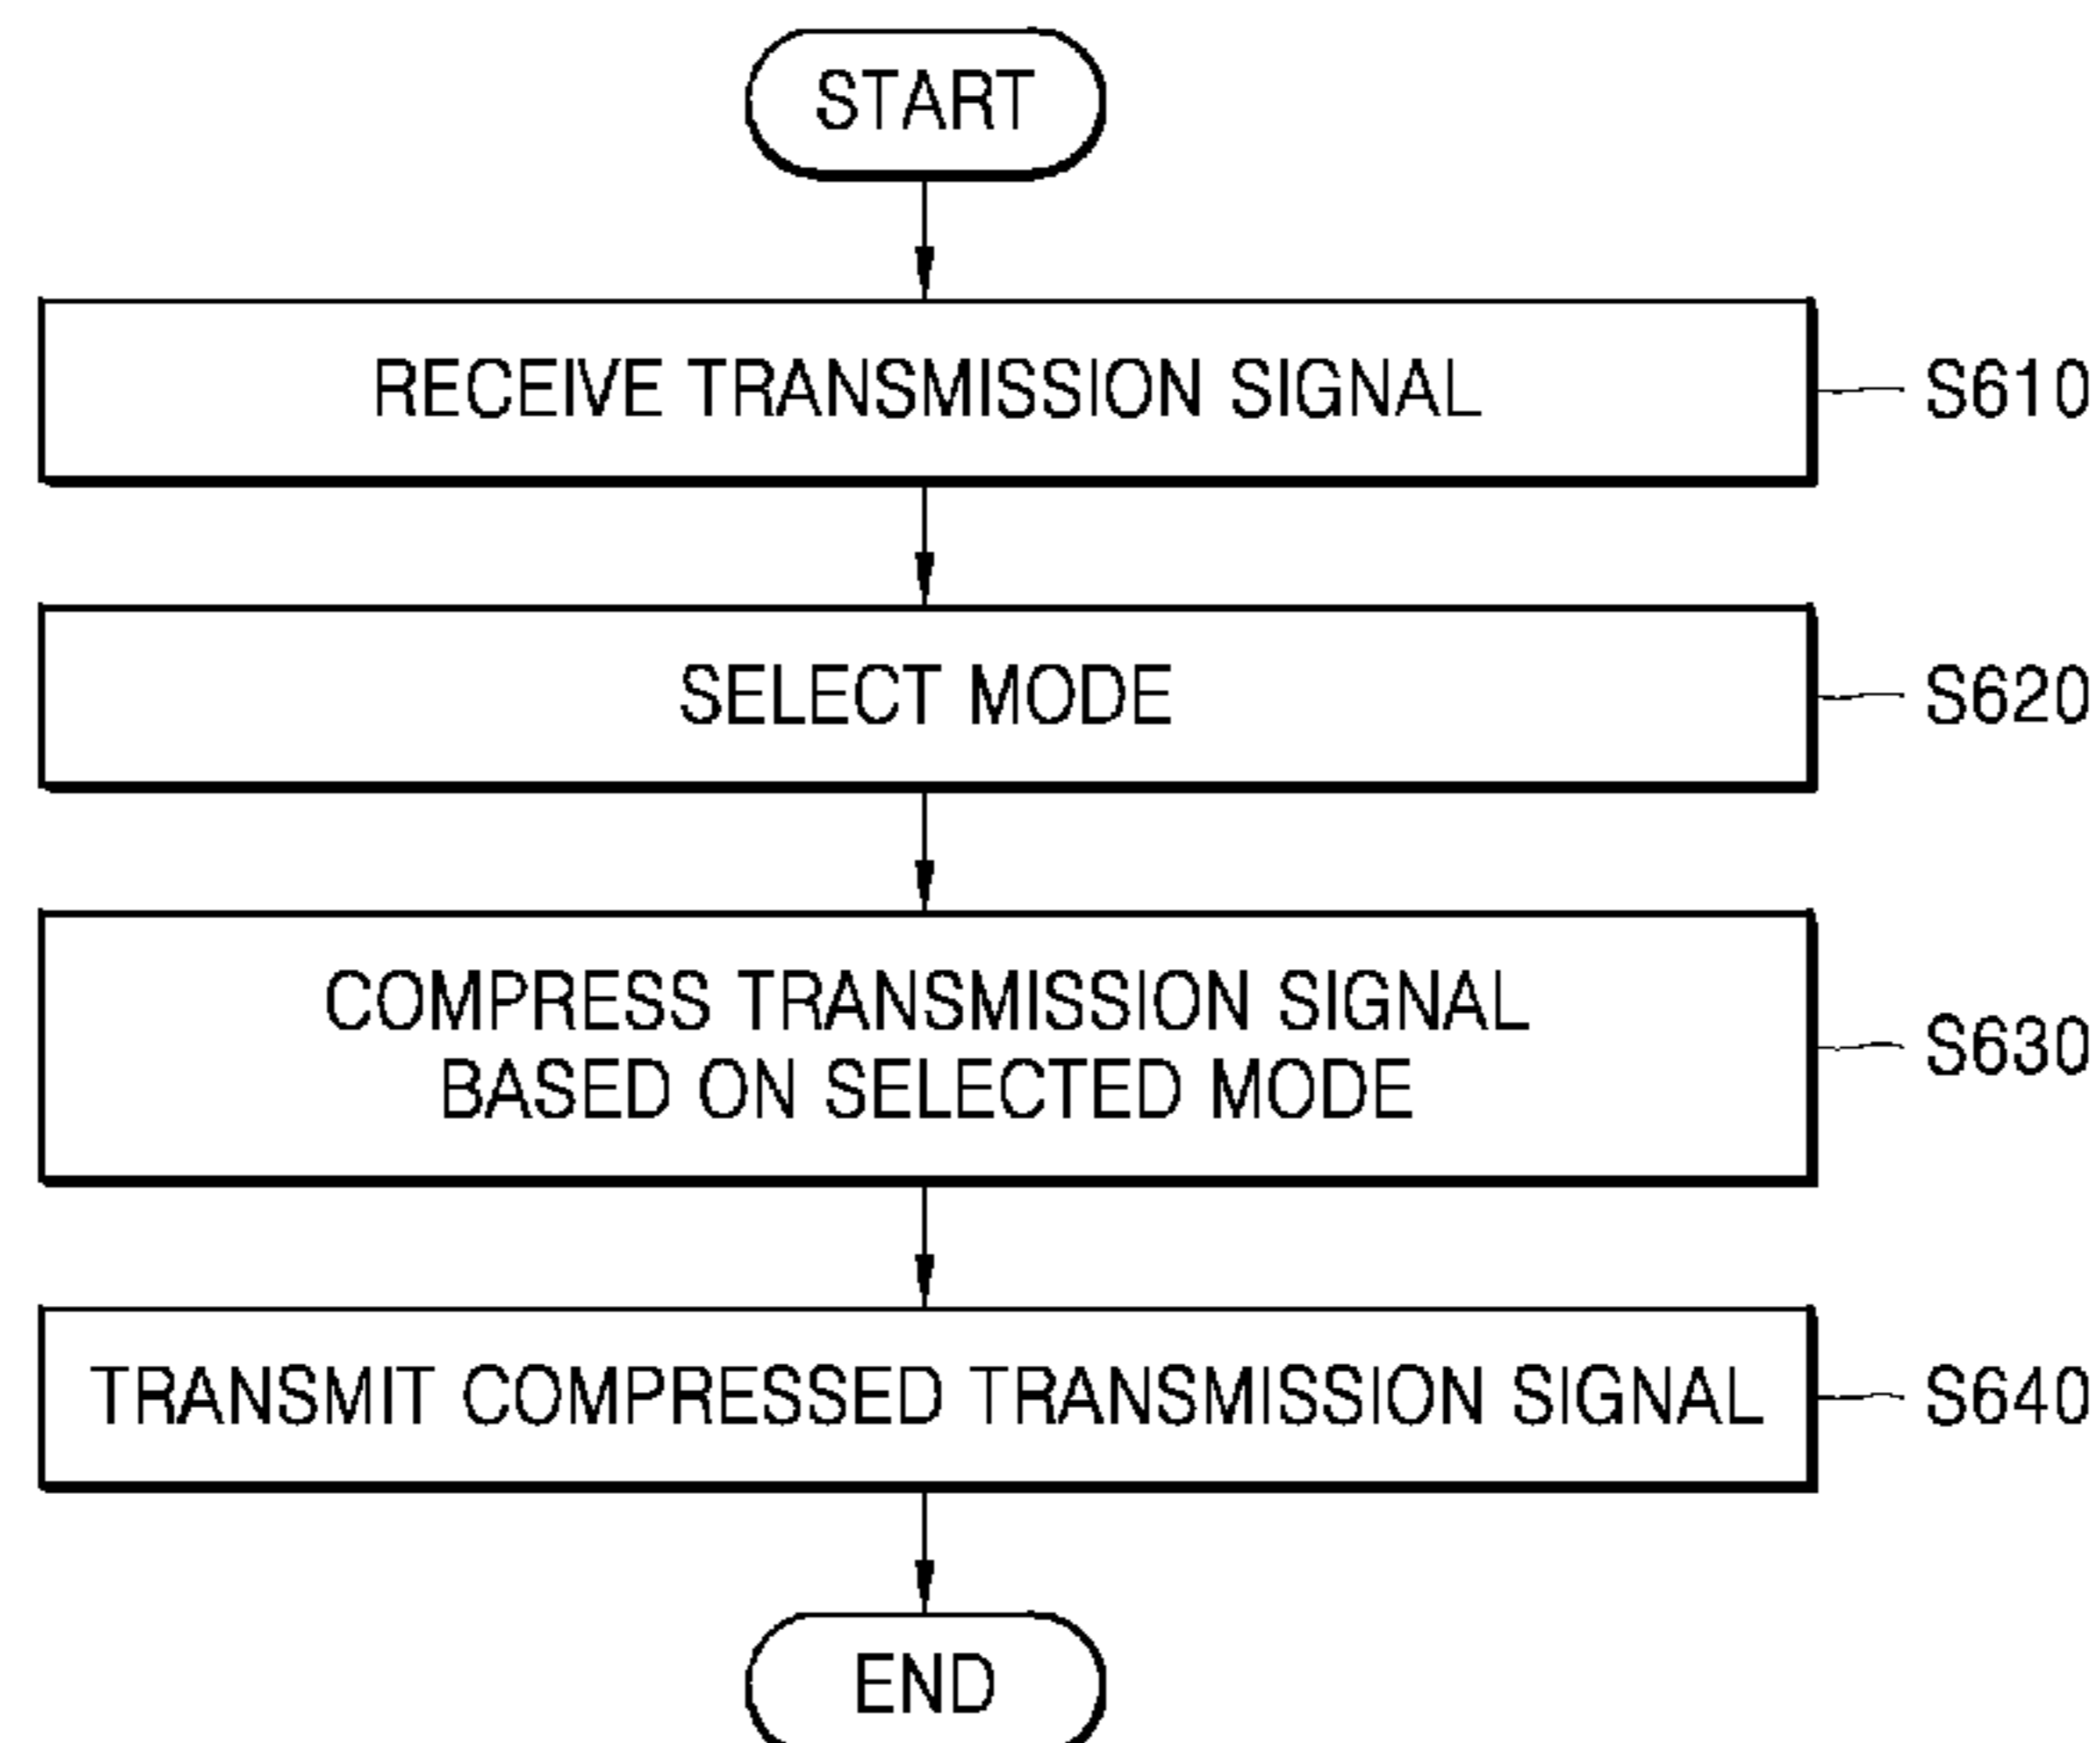 START
RECEIVE TRANSMISSION SIGNAL
S610
SELECT MODE
S620
COMPRESS TRANSMISSION SIGNAL
BASED ON SELECTED MODE
S630
TRANSMIT COMPRESSED TRANSMISSION SIGNAL
S640
END